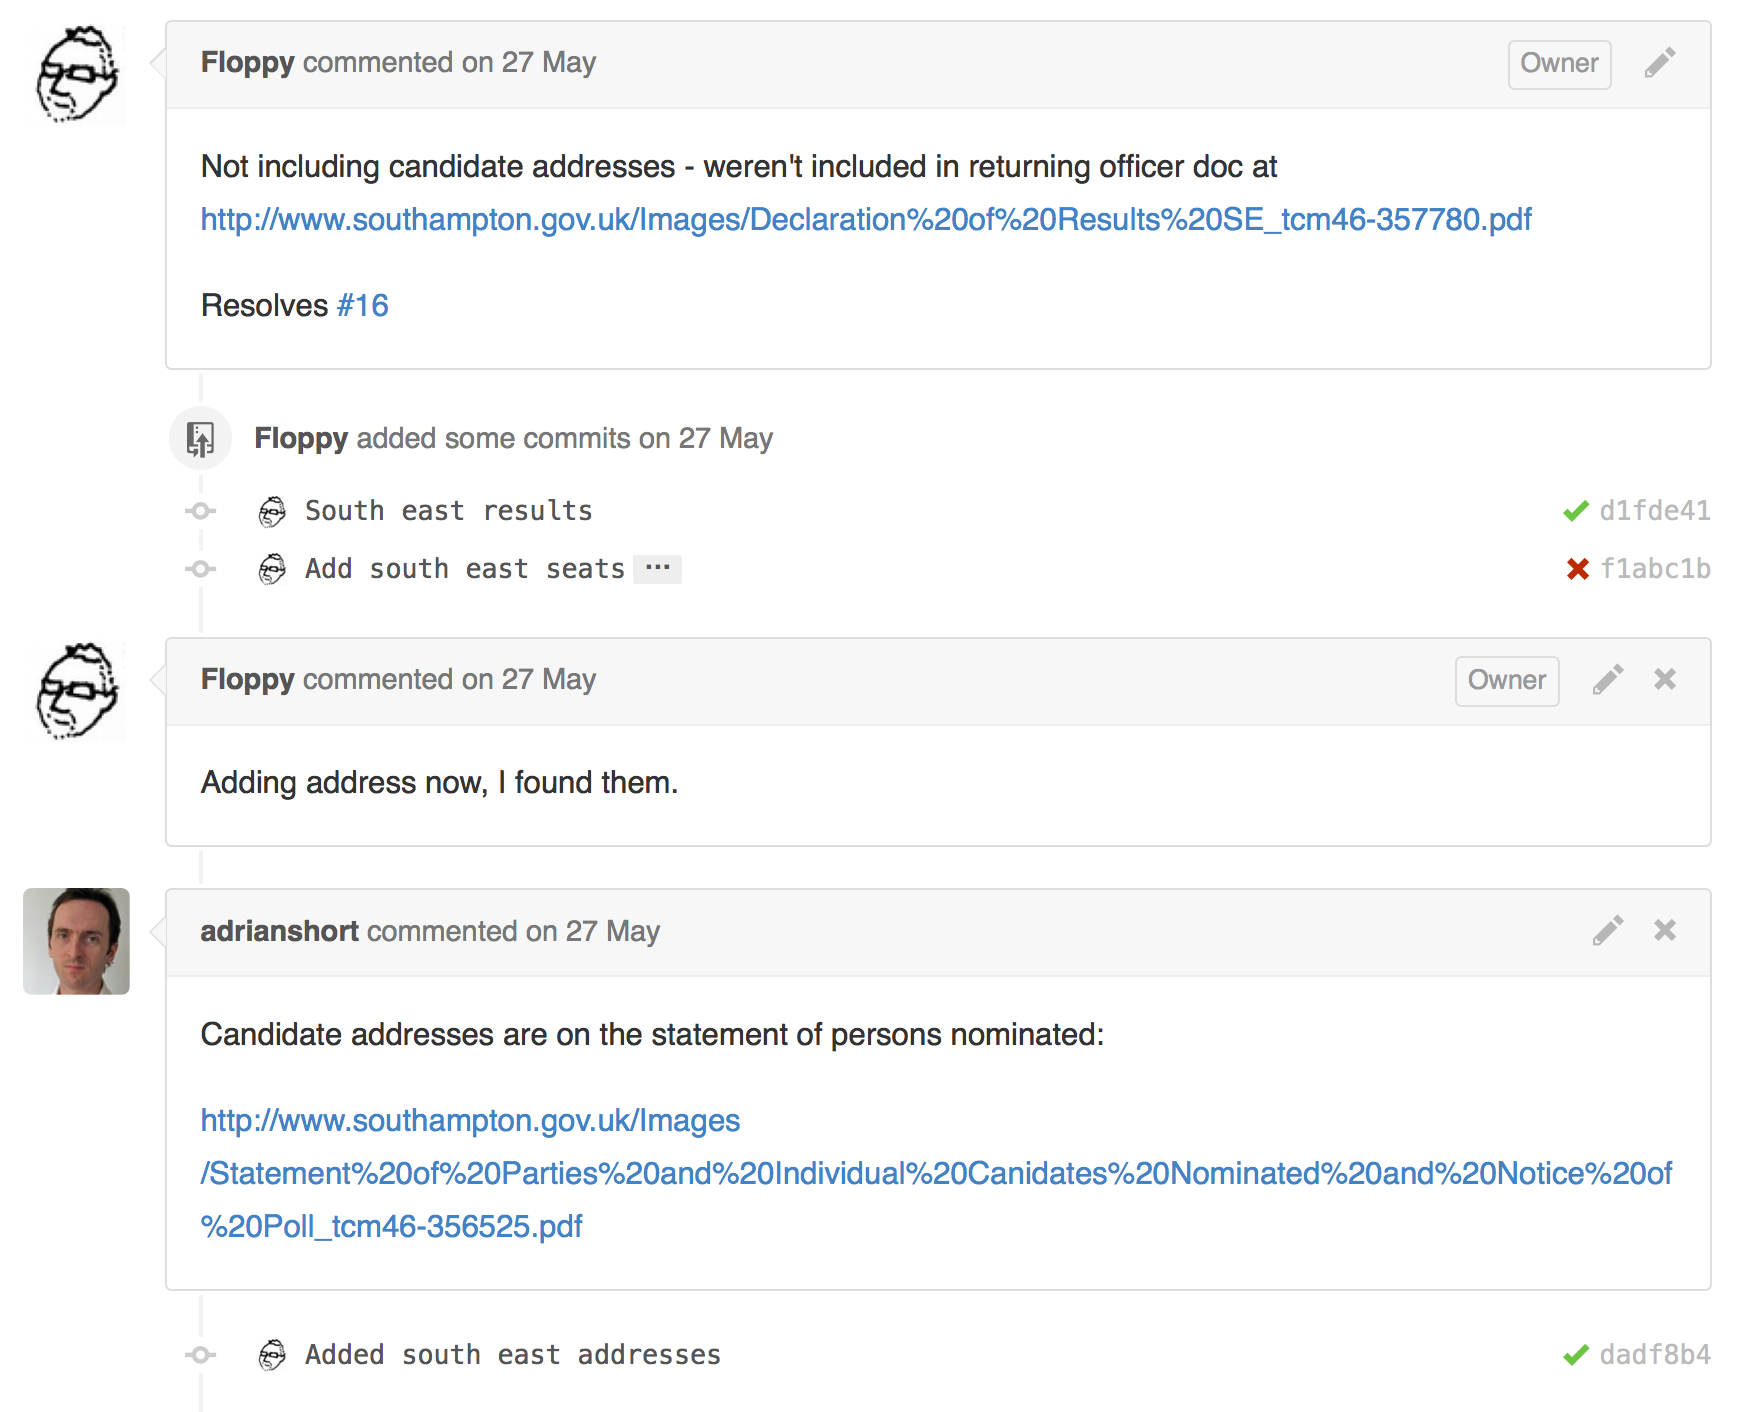 Floppy commented on 27 May
Owner
Not including candidate addresses - weren't included in returning officer doc at
http://www.southampton.gov.uk/Images/Declaration%20of%20Results%20SE_tcm46-357780.pdf
Resolves #16
Floppy added some commits on 27 May
South east results
d1fde41
Add south east seats ...
f1abc1b
Floppy commented on 27 May
Owner
Adding address now, I found them.
adrianshort commented on 27 May
Candidate addresses are on the statement of persons nominated:
http://www.southampton.gov.uk/Images
/Statement%20of%20Parties%20and%20Individual%20Canidates%20Nominated%20and%20Notice%20of
%20Poll_tcm46-356525.pdf
Added south east addresses
dadf8b4